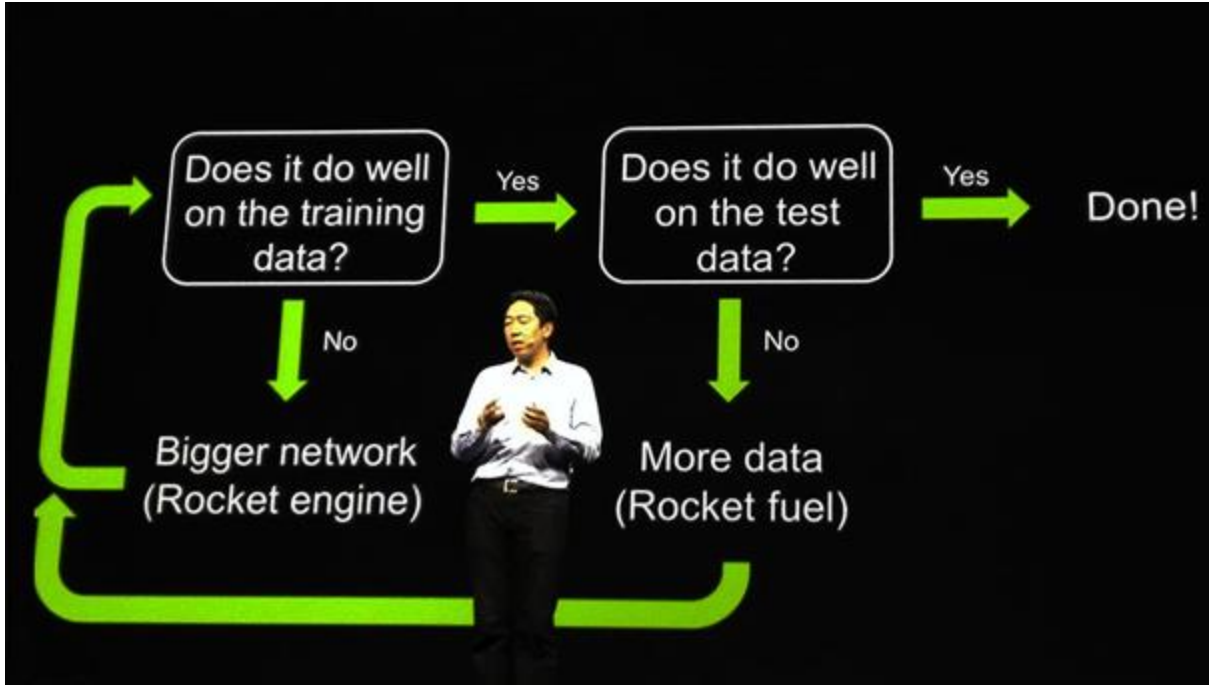 Does it do well
on the training
data?
Yes
Does it do well
on the test
data?
Yes
Done!
No
No
Bigger network
(Rocket engine)
More data
(Rocket fuel)